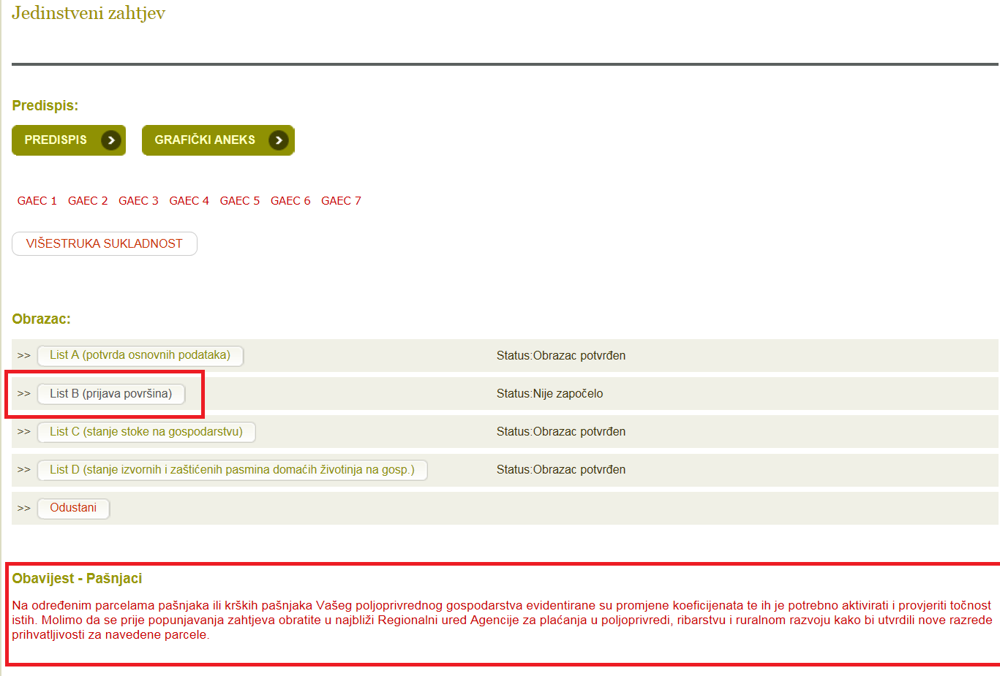 Jedinstveni zahtjev
Predispis:
PREDISPIS
GRAFIČKI ANEKS
GAEC 1 GAEC 2 GAEC 3 GAEC 4 GAEC 5 GAEC 6 GAEC 7
VIŠESTRUKA SUKLADNOST
Obrazac:
>> List A (potvrda osnovnih podataka) Status:Obrazac potvrđen
>> List B (prijava površina) Status:Nije započelo
>> List C (stanje stoke na gospodarstvu) Status:Obrazac potvrđen
>> List D (stanje izvornih i zaštićenih pasmina domaćih životinja na gosp.) Status:Obrazac potvrđen
>> Odustani
Obavijest - Pašnjaci
Na određenim parcelama pašnjaka ili krških pašnjaka Vašeg poljoprivrednog gospodarstva evidentirane su promjene koeficijenata te ih je potrebno aktivirati i provjeriti točnost
istih. Molimo da se prije popunjavanja zahtjeva obratite u najbliži Regionalni ured Agencije za plaćanja u poljoprivredi, ribarstvu i ruralnom razvoju kako bi utvrdili nove razrede
prihvatljivosti za navedene parcele.